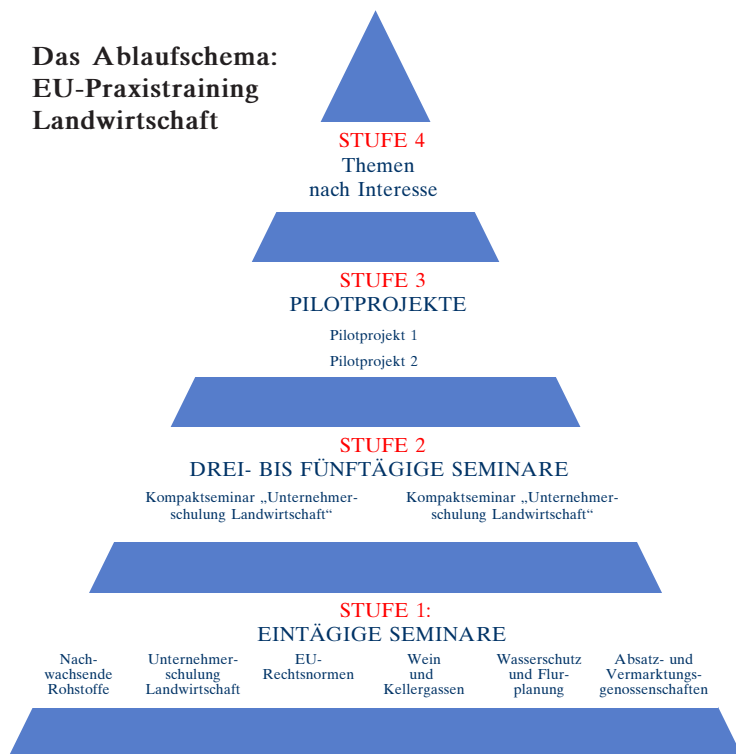 Das Ablaufschema:
EU-Praxistraining
Landwirtschaft
STUFE 4
Themen
nach Interesse
STUFE 3
PILOTPROJEKTE
Pilotprojekt 1
Pilotprojekt 2
STUFE 2
DREI- BIS FÜNFTÄGIGE SEMINARE
Kompaktseminar „Unternehmer-
schulung Landwirtschaft“
Kompaktseminar „Unternehmer-
schulung Landwirtschaft“
STUFE 1:
EINTÄGIGE SEMINARE
Nach-
wachsende
Rohstoffe
Unternehmer-
schulung
Landwirtschaft
EU-
Rechtsnormen
Wein
und
Kellergassen
Wasserschutz
und Flur-
planung
Absatz- und
Vermarktungs-
genossenschaften